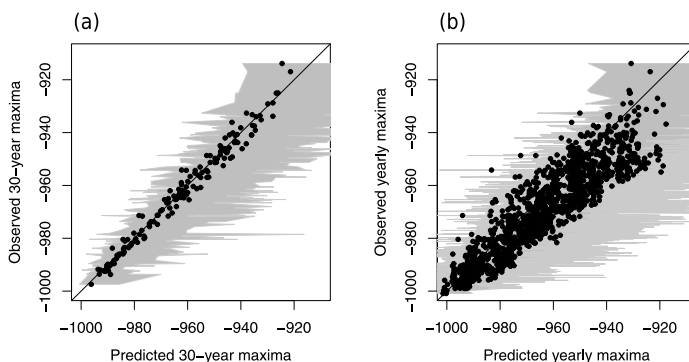 (a)
Observed 30−year maxima
−920
−940
−960
−980
−1000
−1000 −980 −960 −940 −920
Predicted 30−year maxima
(b)
Observed yearly maxima
−920
−940
−960
−980
−1000
−1000 −980 −960 −940 −920
Predicted yearly maxima